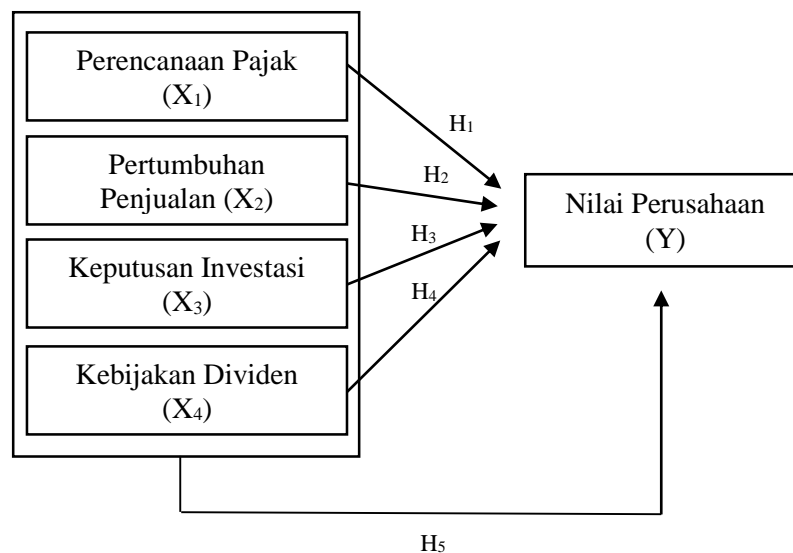 Perencanaan Pajak
(X₁)
H₁
Pertumbuhan
Penjualan (X₂)
H₂
Keputusan Investasi
(X₃)
H₃
Kebijakan Dividen
(X₄)
H₄
Nilai Perusahaan
(Y)
H₅